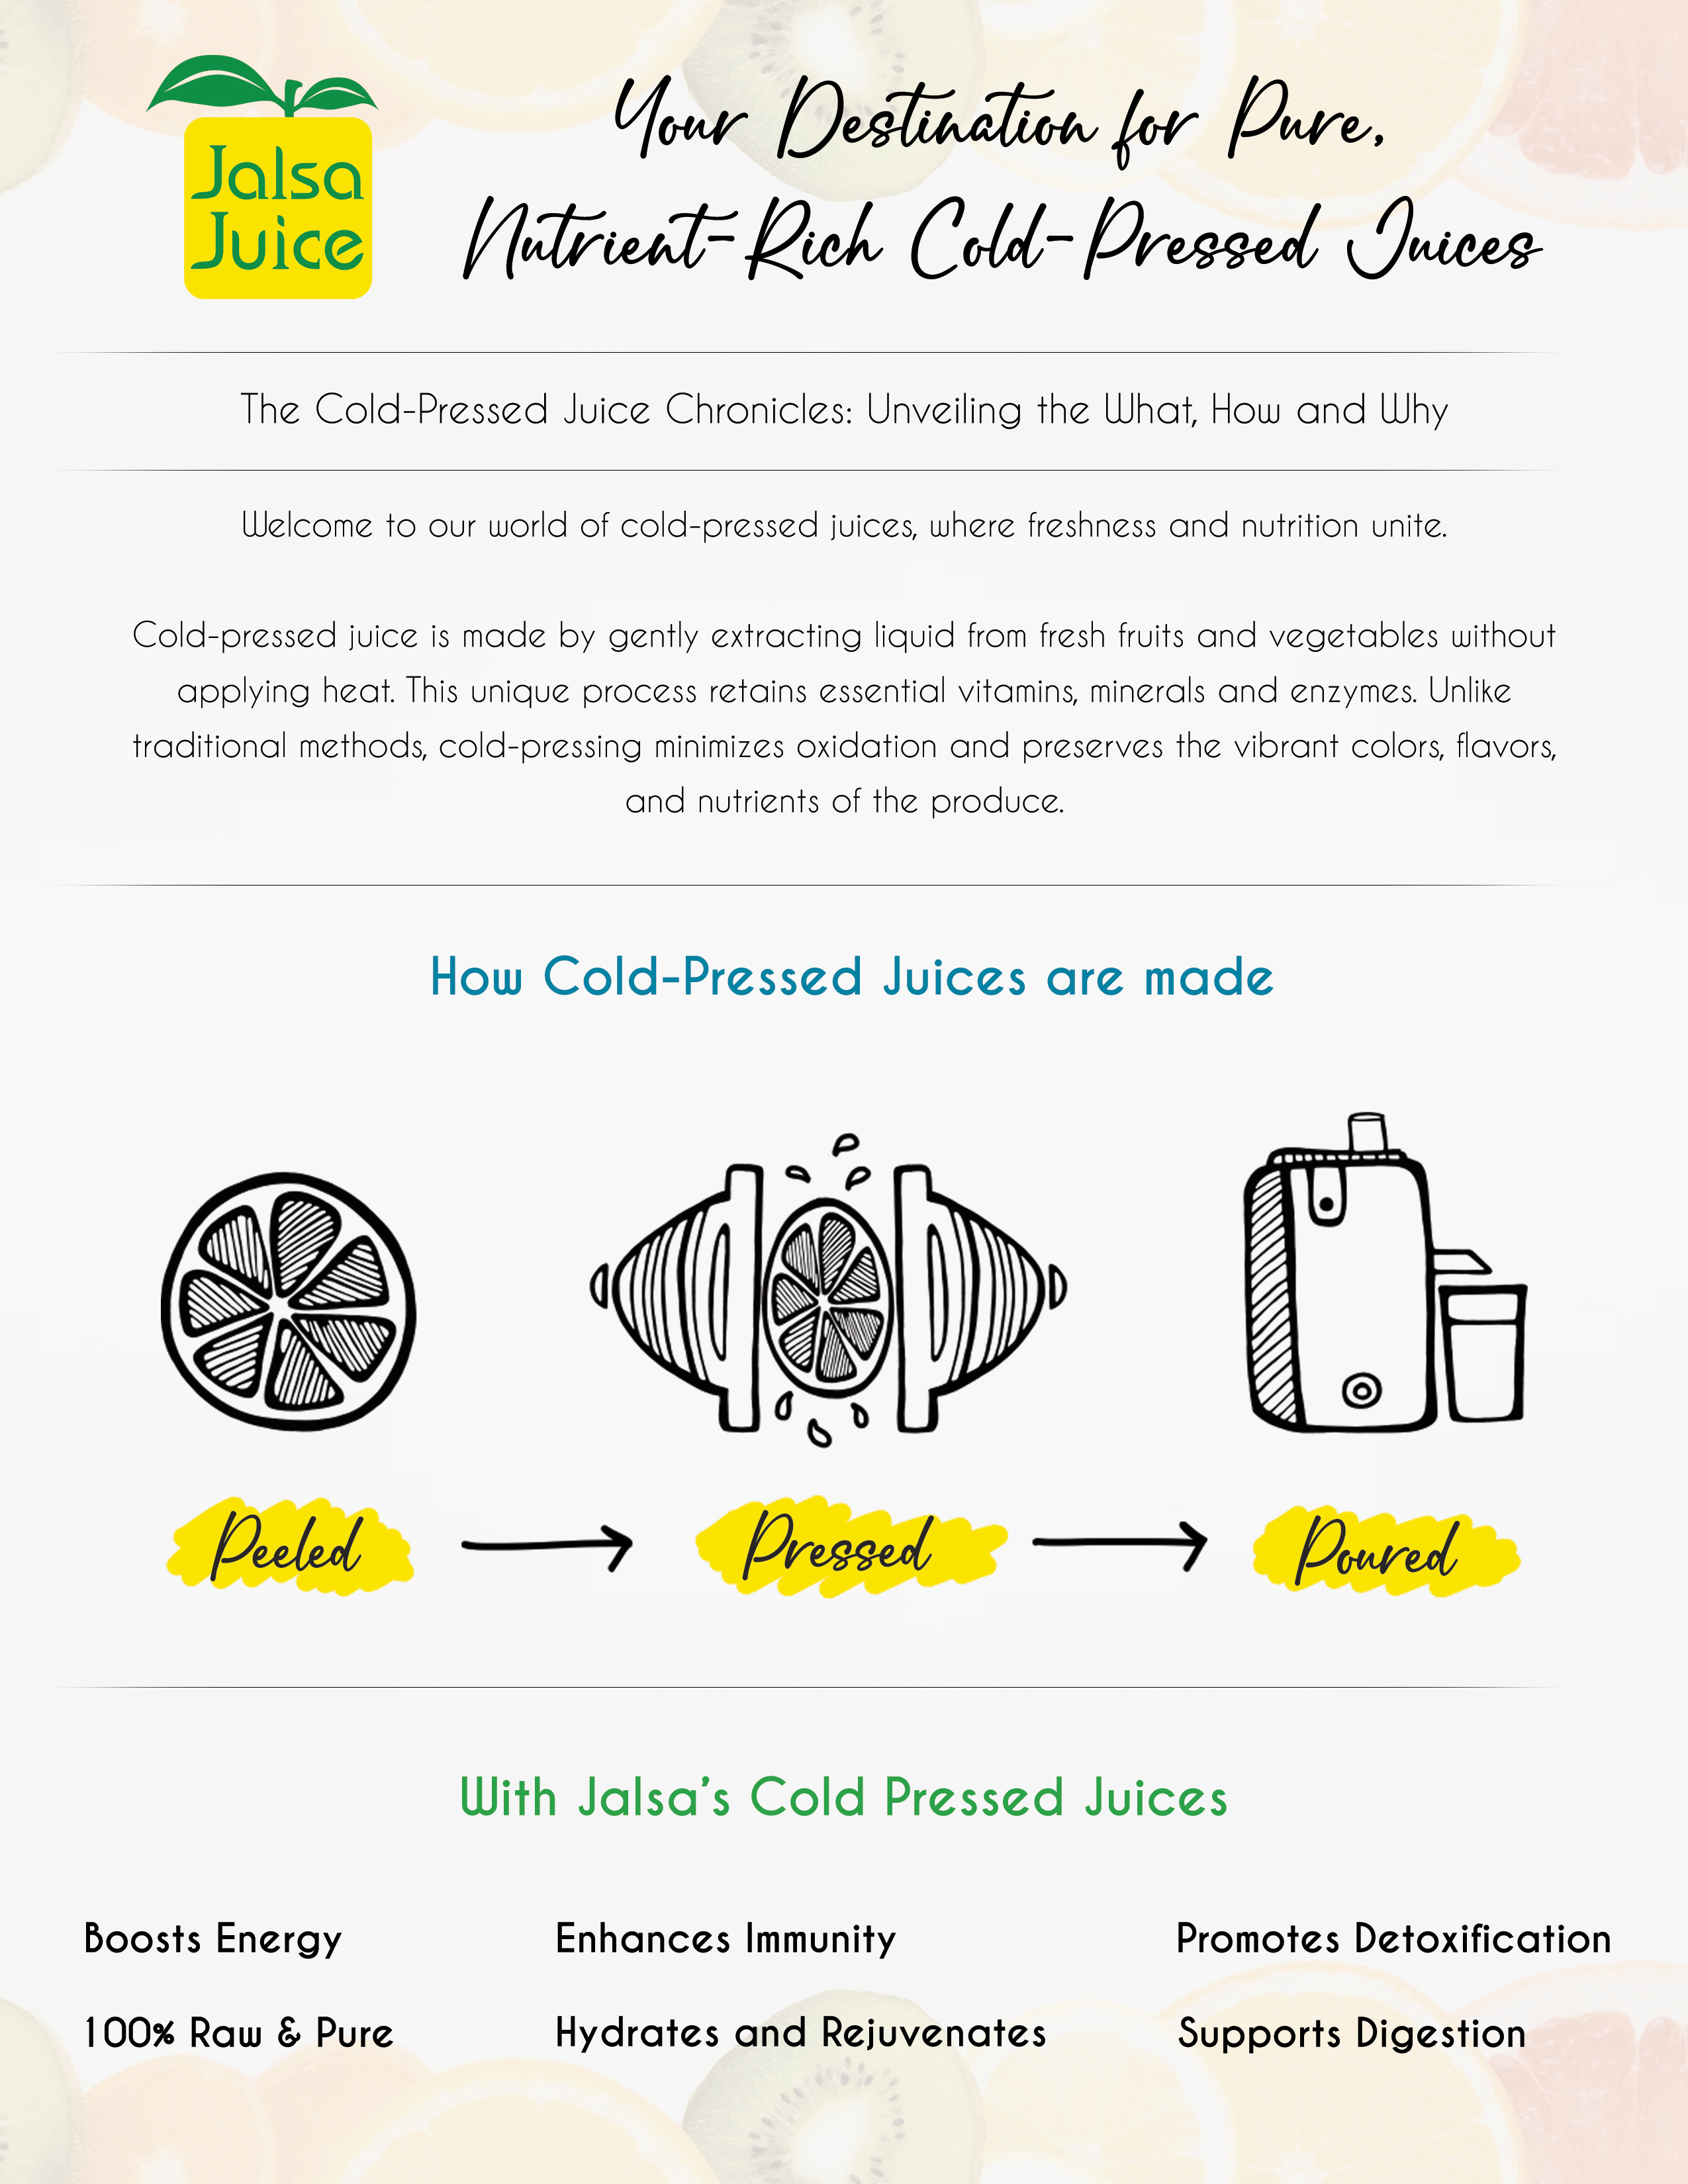 Jalsa
Juice
Your Destination for Pure,
Nutrient-Rich Cold-Pressed Juices
The Cold-Pressed Juice Chronicles: Unveiling the What, How and Why
Welcome to our world of cold-pressed juices, where freshness and nutrition unite.
Cold-pressed juice is made by gently extracting liquid from fresh fruits and vegetables without
applying heat. This unique process retains essential vitamins, minerals and enzymes. Unlike
traditional methods, cold-pressing minimizes oxidation and preserves the vibrant colors, flavors,
and nutrients of the produce.
How Cold-Pressed Juices are made
Peeled
Pressed
Poured
With Jalsa's Cold Pressed Juices
Boosts Energy
Enhances Immunity
Promotes Detoxification
100% Raw & Pure
Hydrates and Rejuvenates
Supports Digestion